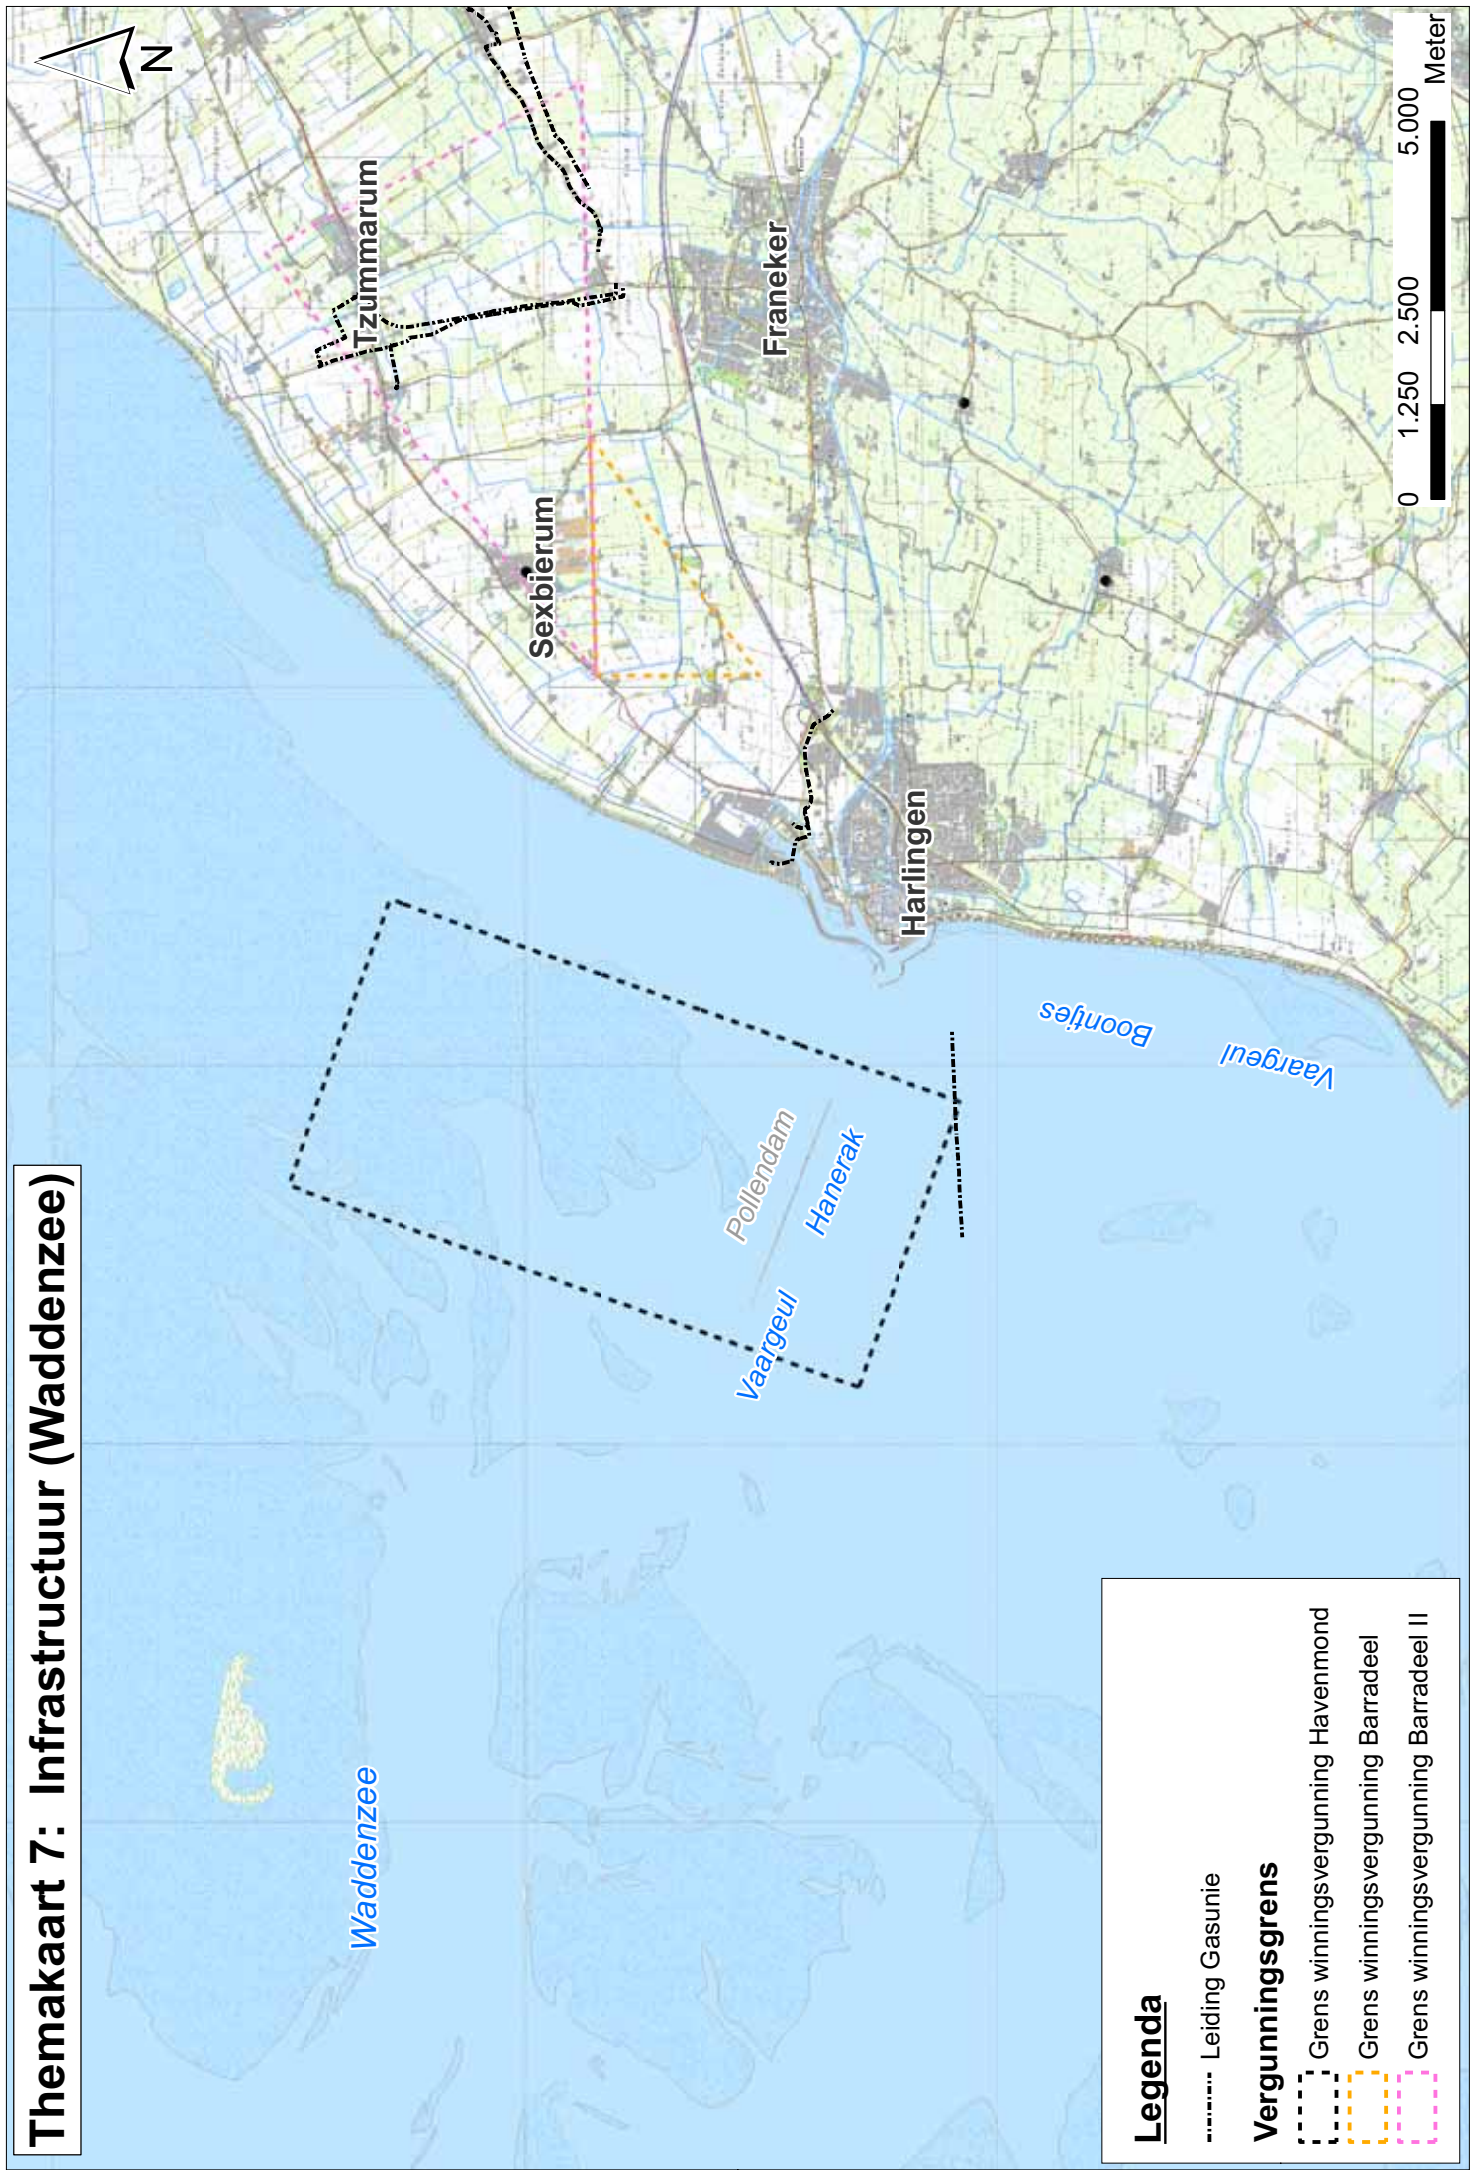 Themakaart 7: Infrastructuur (Waddenzee)
N
Tzummarum
Sexbierum
Franeker
Harlingen
Waddenzee
Pollendam
Hanerak
Vaargeul
Boontjes
Vaargeul
Legenda
Leiding Gasunie
Vergunningsgrens
Grens winningsvergunning Havenmond
Grens winningsvergunning Barradeel
Grens winningsvergunning Barradeel II
0 1.250 2.500 5.000
Meter